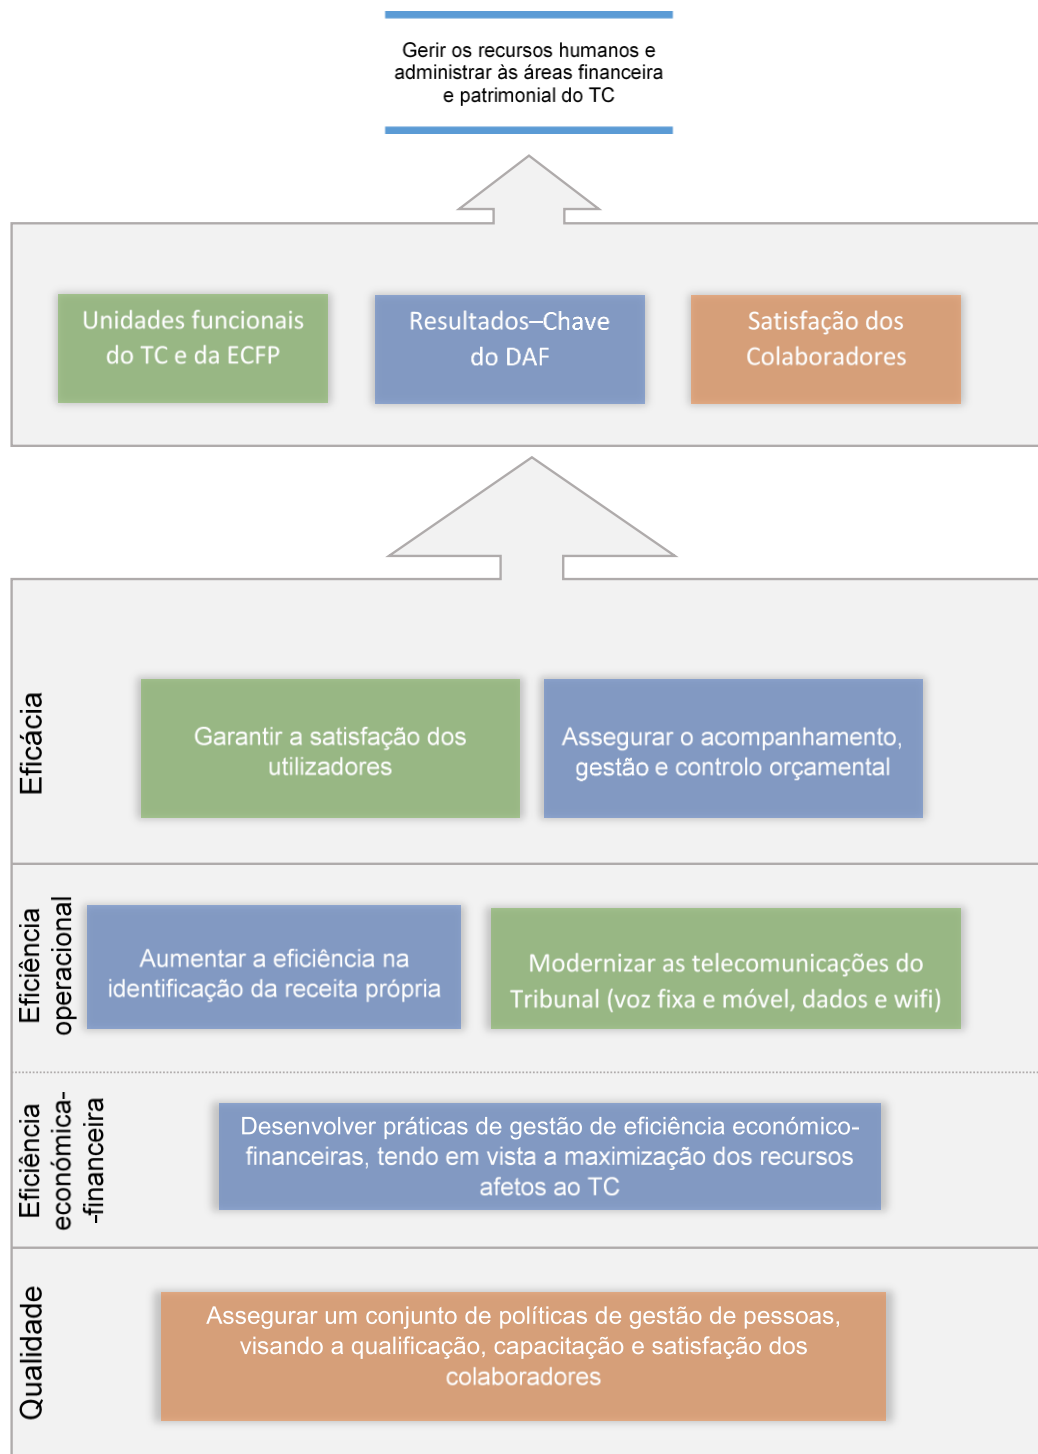 Gerir os recursos humanos e
administrar às áreas financeira
e patrimonial do TC
Unidades funcionais
do TC e da ECFP
Resultados–Chave
do DAF
Satisfação dos
Colaboradores
Eficácia
Garantir a satisfação dos
utilizadores
Assegurar o acompanhamento,
gestão e controlo orçamental
Eficiência
operacional
Aumentar a eficiência na
identificação da receita própria
Modernizar as telecomunicações do
Tribunal (voz fixa e móvel, dados e wifi)
Eficiência
económica-
-financeira
Desenvolver práticas de gestão de eficiência económico-
financeiras, tendo em vista a maximização dos recursos
afetos ao TC
Qualidade
Assegurar um conjunto de políticas de gestão de pessoas,
visando a qualificação, capacitação e satisfação dos
colaboradores